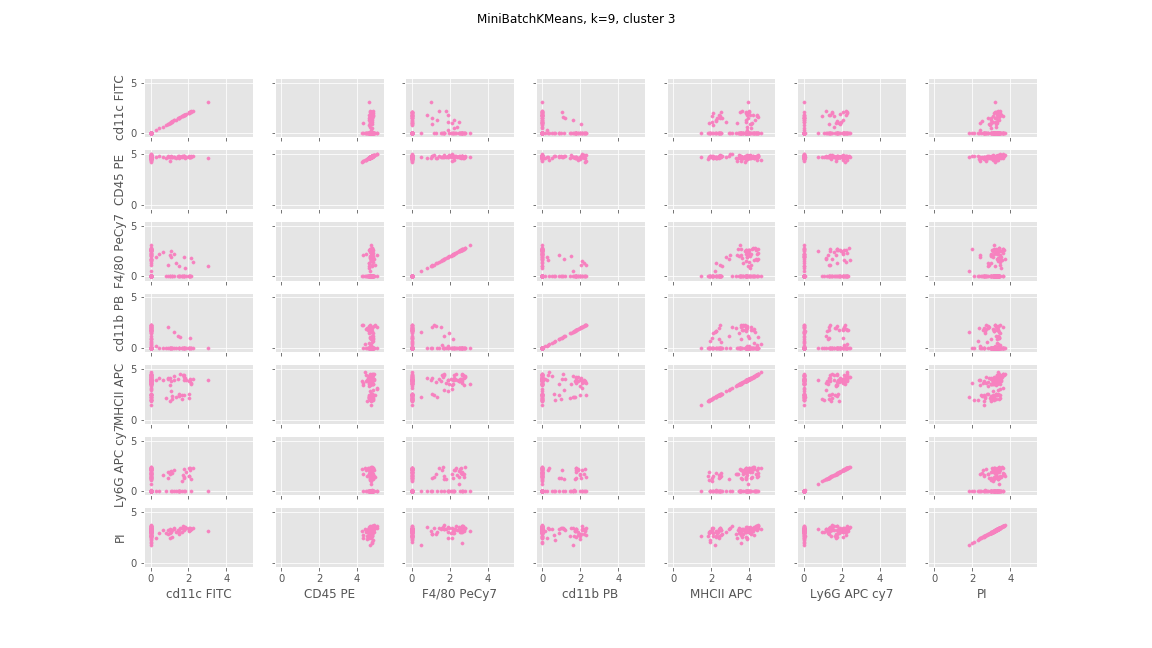 MiniBatchKMeans, k=9, cluster 3
cd11c FITC
5
0
CD45 PE
5
0
F4/80 PeCy7
5
0
cd11b PB
5
0
MHCII APC
5
0
Ly6G APC cy7
5
0
PI
5
0
0 2 4 0 2 4 0 2 4 0 2 4 0 2 4 0 2 4 0 2 4
cd11c FITC CD45 PE F4/80 PeCy7 cd11b PB MHCII APC Ly6G APC cy7 PI